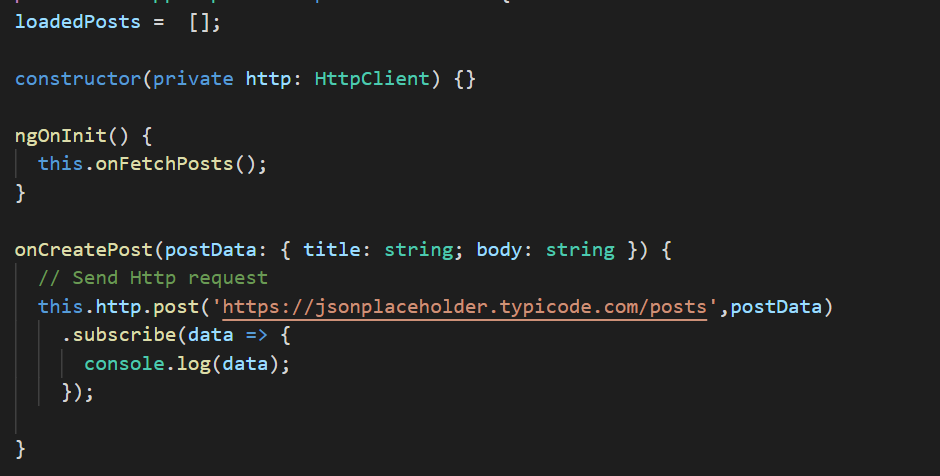 loadedPosts =  [];
constructor(private http: HttpClient) {}
ngOnInit() {
this.onFetchPosts();
}
onCreatePost(postData: { title: string; body: string }) {
// Send Http request
this.http.post('https://jsonplaceholder.typicode.com/posts',postData)
.subscribe(data => {
console.log(data);
});
}